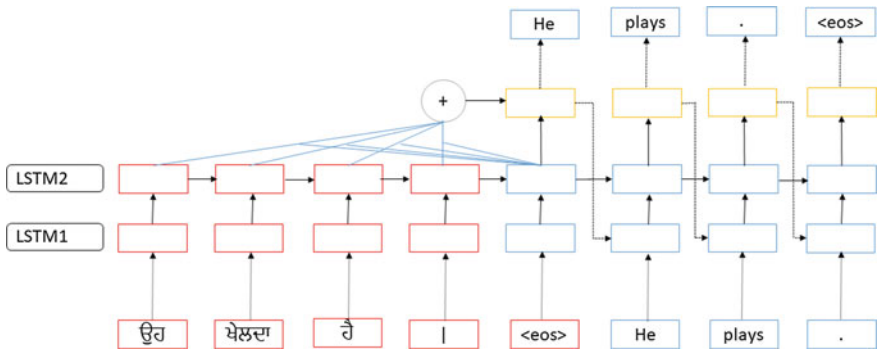 He plays . <eos>
+
LSTM2
LSTM1
ਉਹ ਖੇਲਦਾ ਹੈ | <eos> He plays .